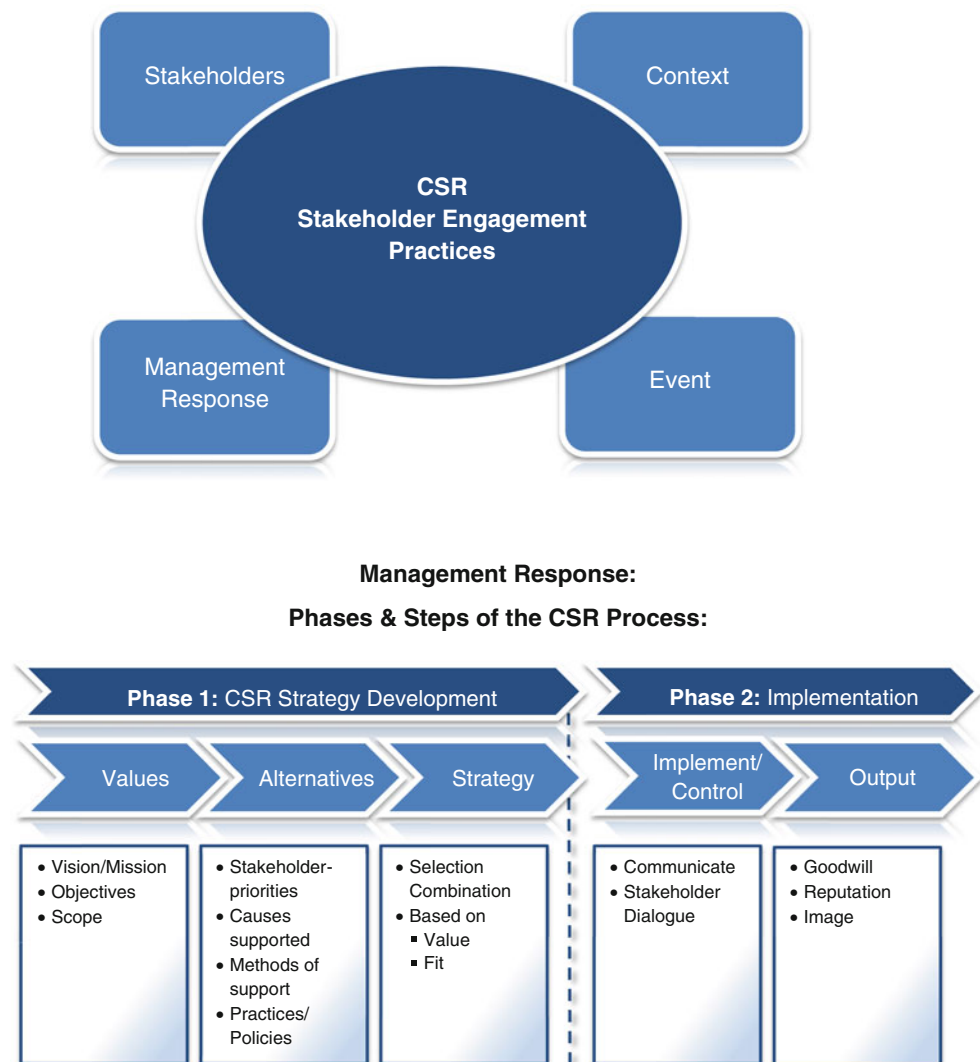 Stakeholders
Context
CSR
Stakeholder Engagement
Practices
Management
Response
Event
Management Response:
Phases & Steps of the CSR Process:
Phase 1: CSR Strategy Development
Phase 2: Implementation
Values
Alternatives
Strategy
Implement/
Control
Output
• Vision/Mission
• Objectives
• Scope
• Stakeholder-
priorities
• Causes
supported
• Methods of
support
• Practices/
Policies
• Selection
Combination
• Based on
▪ Value
▪ Fit
• Communicate
• Stakeholder
Dialogue
• Goodwill
• Reputation
• Image